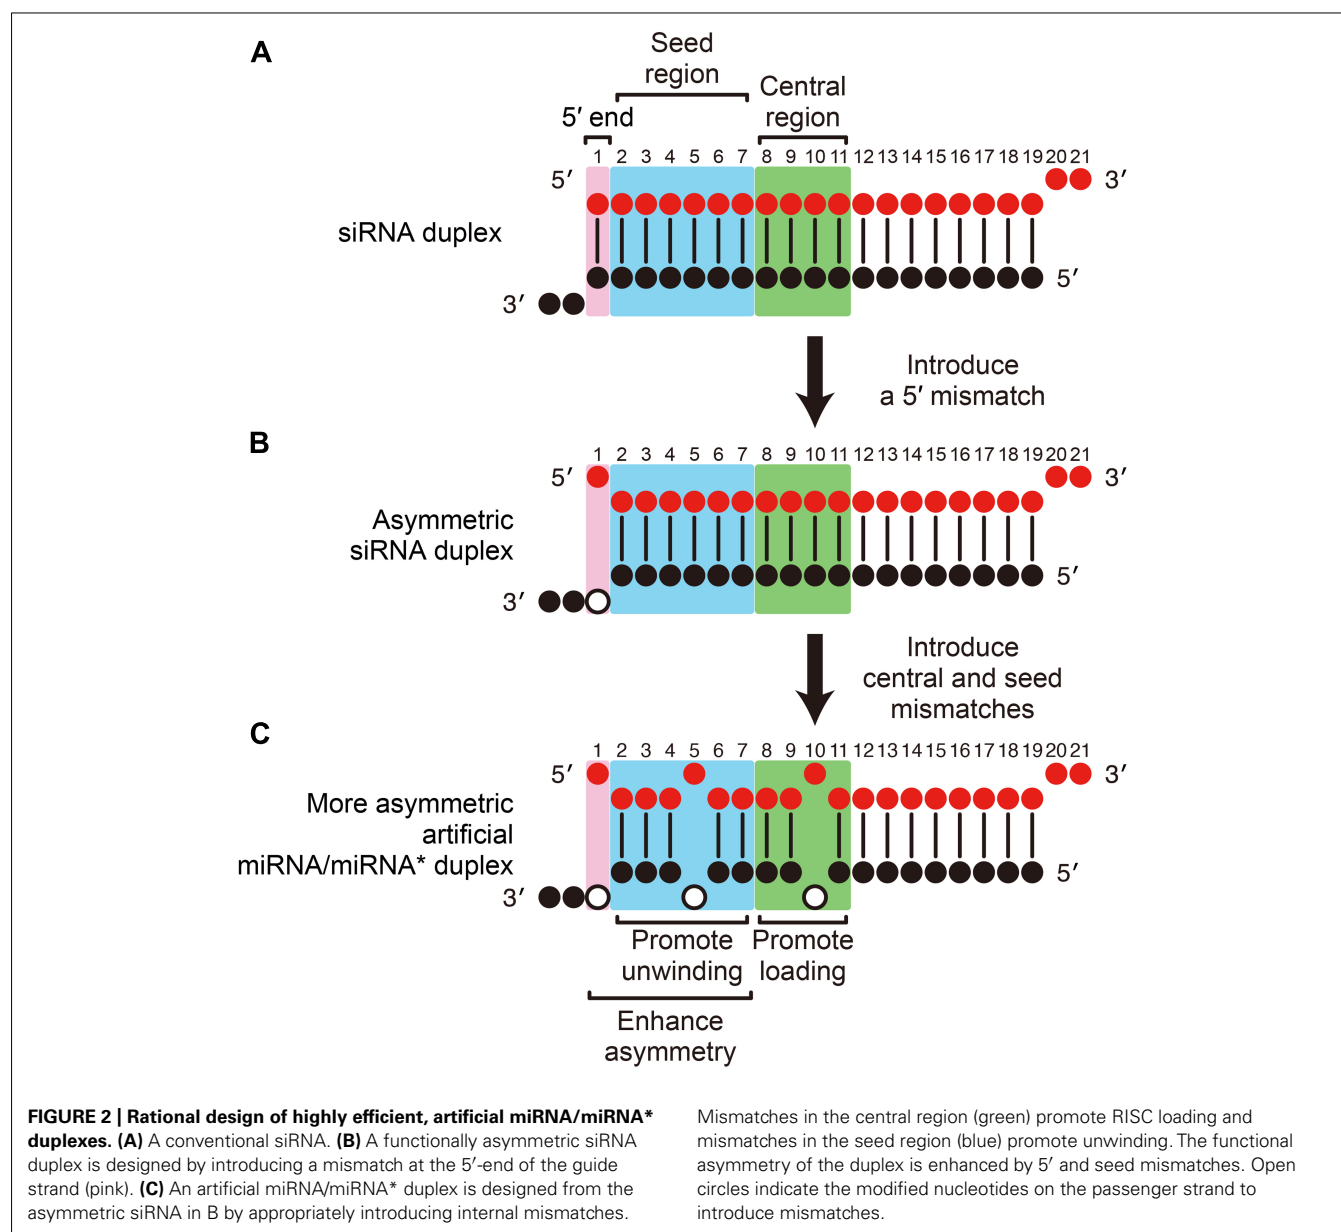 A
Seed
region
Central
region
5′ end
1 2 3 4 5 6 7 8 9 10 11 12 13 14 15 16 17 18 19 20 21
5′
3′
siRNA duplex
5′
3′
Introduce
a 5′ mismatch
B
1 2 3 4 5 6 7 8 9 10 11 12 13 14 15 16 17 18 19 20 21
5′
3′
Asymmetric
siRNA duplex
5′
3′
Introduce
central and seed
mismatches
C
1 2 3 4 5 6 7 8 9 10 11 12 13 14 15 16 17 18 19 20 21
5′
3′
More asymmetric
artificial
miRNA/miRNA* duplex
5′
3′
Promote
unwinding
Promote
loading
Enhance
asymmetry
FIGURE 2 | Rational design of highly efficient, artificial miRNA/miRNA*
duplexes. (A) A conventional siRNA. (B) A functionally asymmetric siRNA
duplex is designed by introducing a mismatch at the 5′-end of the guide
strand (pink). (C) An artificial miRNA/miRNA* duplex is designed from the
asymmetric siRNA in B by appropriately introducing internal mismatches.
Mismatches in the central region (green) promote RISC loading and
mismatches in the seed region (blue) promote unwinding. The functional
asymmetry of the duplex is enhanced by 5′ and seed mismatches. Open
circles indicate the modified nucleotides on the passenger strand to
introduce mismatches.